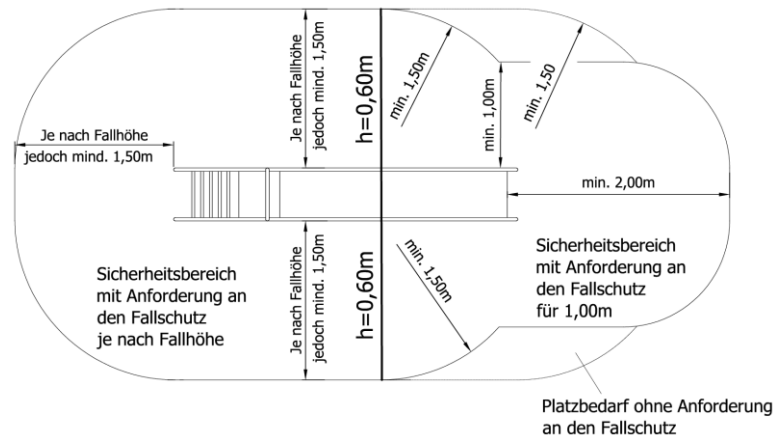 Je nach Fallhöhe
jedoch mind. 1,50m
h=0,60m
min. 1,50m
min. 1,50
min. 1,00m
Je nach Fallhöhe
jedoch mind. 1,50m
min. 2,00m
Je nach Fallhöhe
jedoch mind. 1,50m
h=0,60m
min. 1,50m
Sicherheitsbereich
mit Anforderung an
den Fallschutz
je nach Fallhöhe
Sicherheitsbereich
mit Anforderung an
den Fallschutz
für 1,00m
Platzbedarf ohne Anforderung
an den Fallschutz